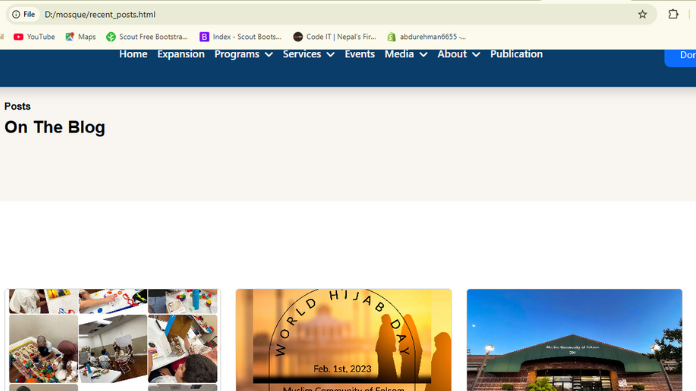 File D:/mosque/recent_posts.html
YouTube Maps Scout Free Bootstra... Index - Scout Boots... Code IT | Nepal's Fir... abdurehman6655 -...
Home Expansion Programs Services Events Media About Publication Don
Posts
On The Blog
WORLD HIJAB DAY
Feb. 1st, 2023
Muslim Community of Folsom
Muslim Community of Folsom